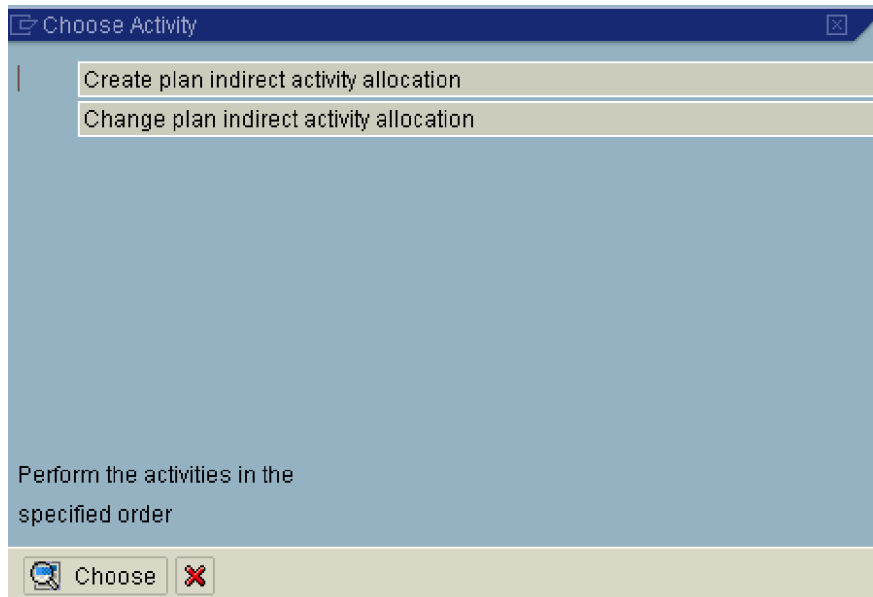 Choose Activity
Create plan indirect activity allocation
Change plan indirect activity allocation
Perform the activities in the
specified order
Choose